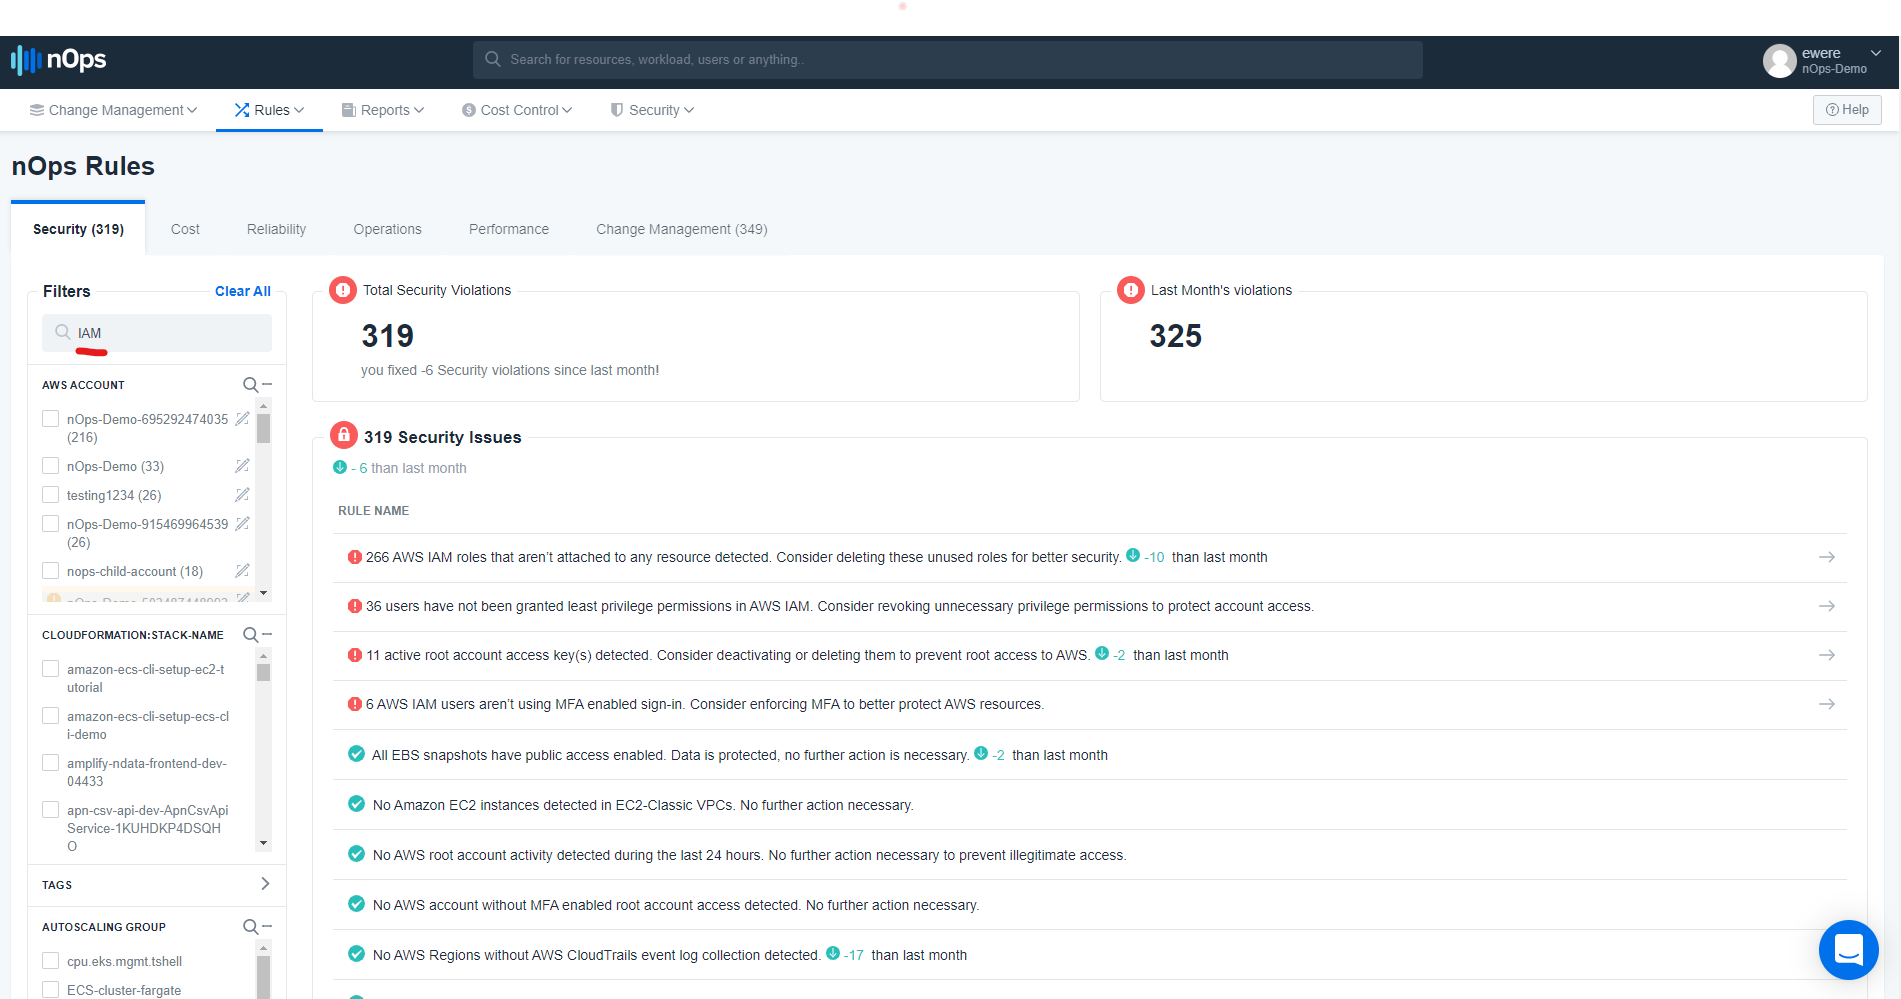 nOps
Search for resources, workload, users or anything..
ewere
nOps-Demo
Change Management
Rules
Reports
Cost Control
Security
Help
nOps Rules
Security (319)
Cost
Reliability
Operations
Performance
Change Management (349)
Filters
Clear All
IAM
AWS ACCOUNT
nOps-Demo-695292474035
(216)
nOps-Demo (33)
testing1234 (26)
nOps-Demo-915469964539
(26)
nops-child-account (18)
CLOUDFORMATION:STACK-NAME
amazon-ecs-cli-setup-ec2-t
utorial
amazon-ecs-cli-setup-ecs-cl
i-demo
amplify-ndata-frontend-dev-
04433
apn-csv-api-dev-ApnCsvApi
Service-1KUHDKP4DSQH
O
TAGS
AUTOSCALING GROUP
cpu.eks.mgmt.tshell
ECS-cluster-fargate
Total Security Violations
319
you fixed -6 Security violations since last month!
Last Month's violations
325
319 Security Issues
- 6 than last month
RULE NAME
266 AWS IAM roles that aren't attached to any resource detected. Consider deleting these unused roles for better security. -10 than last month
36 users have not been granted least privilege permissions in AWS IAM. Consider revoking unnecessary privilege permissions to protect account access.
11 active root account access key(s) detected. Consider deactivating or deleting them to prevent root access to AWS. -2 than last month
6 AWS IAM users aren't using MFA enabled sign-in. Consider enforcing MFA to better protect AWS resources.
All EBS snapshots have public access enabled. Data is protected, no further action is necessary. -2 than last month
No Amazon EC2 instances detected in EC2-Classic VPCs. No further action necessary.
No AWS root account activity detected during the last 24 hours. No further action necessary to prevent illegitimate access.
No AWS account without MFA enabled root account access detected. No further action necessary.
No AWS Regions without AWS CloudTrails event log collection detected. -17 than last month